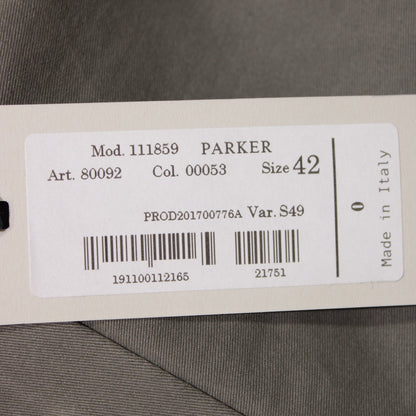 Mod. 111859 PARKER
Art. 80092 Col. 00053 Size 42
PROD201700776A Var. S49
191100112165 21751
0
Made in Italy